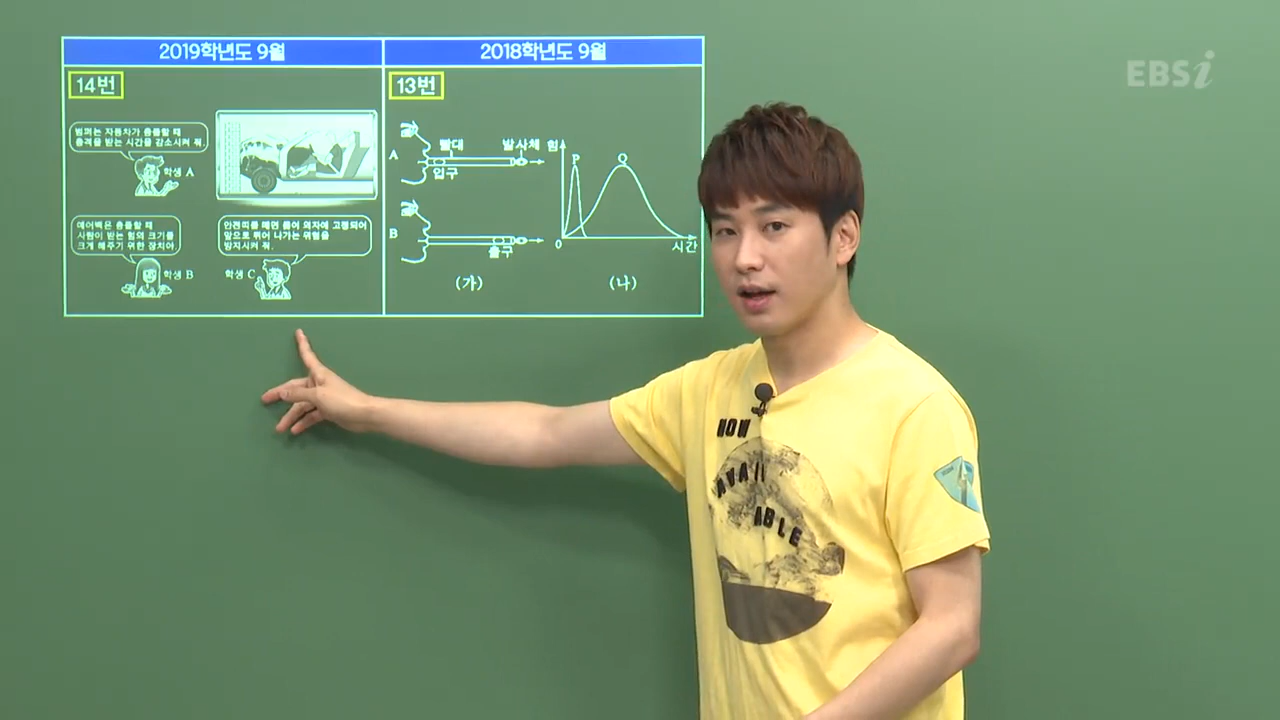 2019학년도 9월
2018학년도 9월
EBSi
14번
범퍼는 자동차가 충돌할 때
충격을 받는 시간을 감소시켜 줘.
학생 A
에어백은 충돌할 때
사람이 받는 힘의 크기를
크게 해주기 위한 장치야.
학생 B
안전띠를 매면 몸이 의자에 고정되어
앞으로 튀어 나가는 위험을
방지시켜 줘.
학생 C
13번
A
빨대
발사체
입구
B
출구
(가)
힘
P
Q
0
시간
(나)
NOW
AVAIL
ABLE